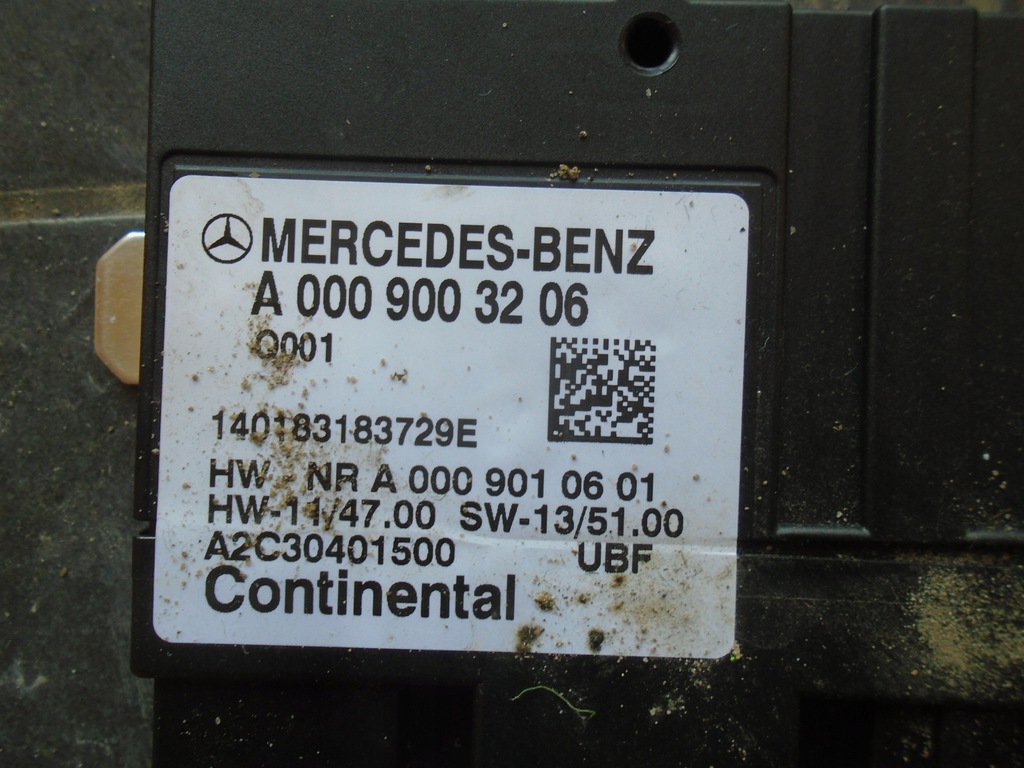 MERCEDES-BENZ
A 000 900 32 06
Q001
140183183729E
HW - NR A 000 901 06 01
HW-11/47.00 SW-13/51.00
A2C30401500 UBF
Continental